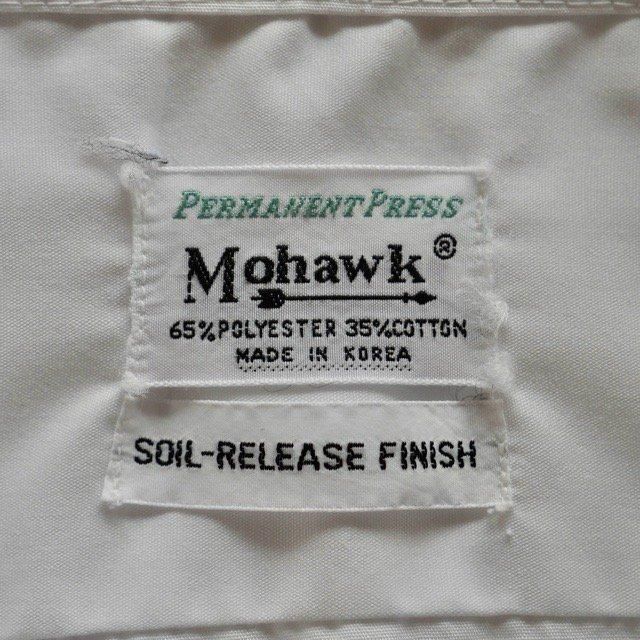 PERMANENT PRESS
Mohawk®
65% POLYESTER 35% COTTON
MADE IN KOREA
SOIL-RELEASE FINISH